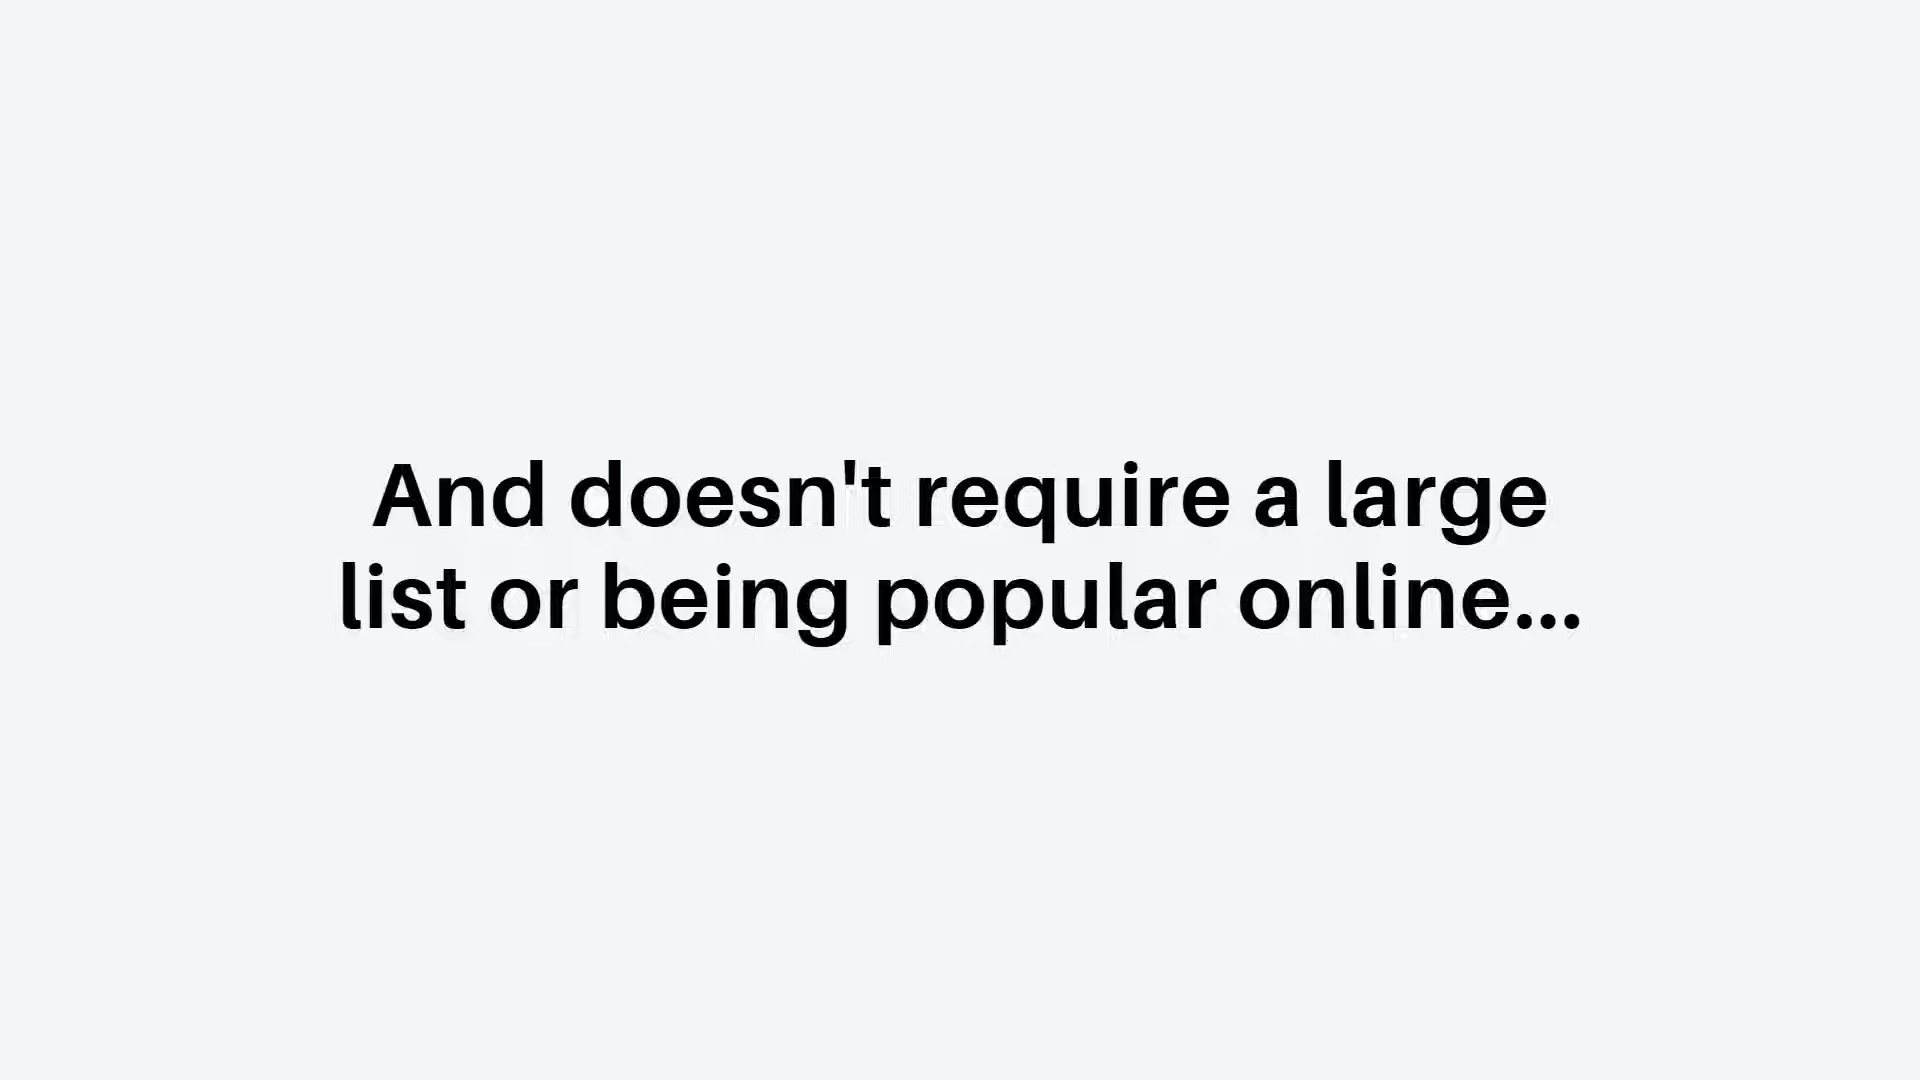 And doesn't require a large
list or being popular online...